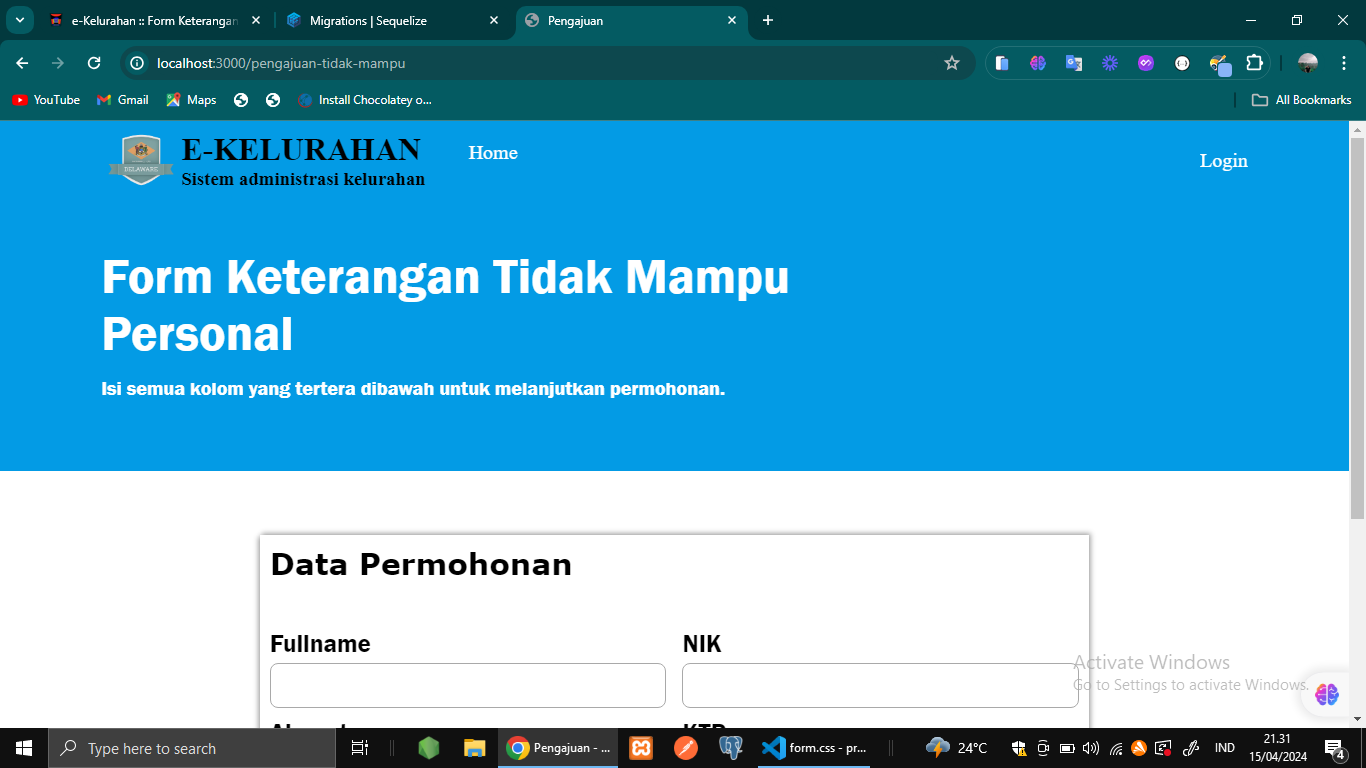 e-Kelurahan :: Form Keterangan
Migrations | Sequelize
Pengajuan
localhost:3000/pengajuan-tidak-mampu
YouTube
Gmail
Maps
Install Chocolatey o...
All Bookmarks
DELAWARE
E-KELURAHAN
Sistem administrasi kelurahan
Home
Login
Form Keterangan Tidak Mampu
Personal
Isi semua kolom yang tertera dibawah untuk melanjutkan permohonan.
Data Permohonan
Fullname
NIK
Activate Windows
Go to Settings to activate Windows.
Type here to search
Pengajuan - ...
form.css - pr...
24°C
IND
21.31
15/04/2024
4